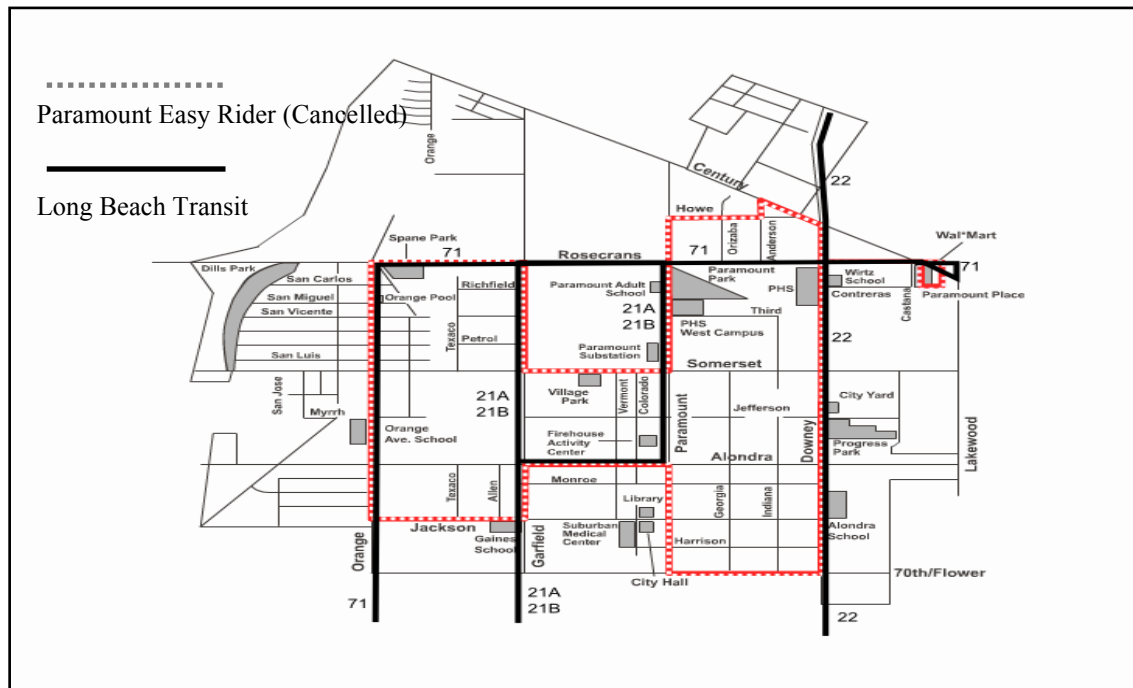 Paramount Easy Rider (Cancelled)
Long Beach Transit
Orange
Century
22
Howe
Orizaba
Anderson
71
Wal*Mart
Spane Park
71
Rosecrans
71
Dills Park
San Carlos
Orange Pool
Richfield
Paramount Adult
School
Paramount
Park
PHS
Wirtz
School
Contreras
Castana
Paramount Place
San Miguel
San Vicente
21A
21B
Third
PHS
West Campus
Texaco
Petrol
Paramount
Substation
22
San Luis
Somerset
San Jose
Myrrh
21A
21B
Village
Park
Vermont
Colorado
Paramount
Jefferson
Downey
City Yard
Orange
Ave. School
Firehouse
Activity
Center
Alondra
Progress
Park
Lakewood
Texaco
Allen
Monroe
Georgia
Indiana
Library
Jackson
Gaines
School
Garfield
Suburban
Medical
Center
Harrison
Alondra
School
Orange
City Hall
70th/Flower
71
21A
21B
22